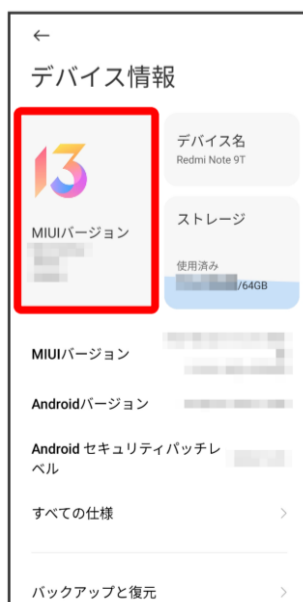 デバイス情報
13
MIUIバージョン
デバイス名
Redmi Note 9T
ストレージ
使用済み
/64GB
MIUIバージョン
Androidバージョン
Android セキュリティパッチレ
ベル
すべての仕様
バックアップと復元